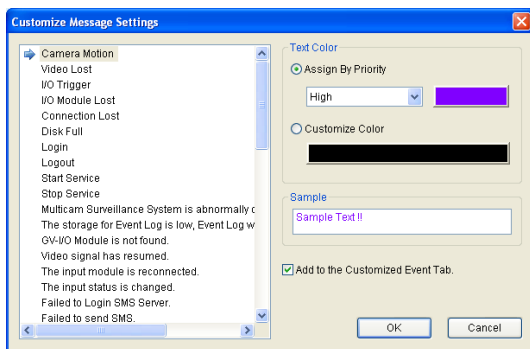 Customize Message Settings
Camera Motion
Video Lost
I/O Trigger
I/O Module Lost
Connection Lost
Disk Full
Login
Logout
Start Service
Stop Service
Multicam Surveillance System is abnormally
The storage for Event Log is low, Event Log w
GV-I/O Module is not found.
Video signal has resumed.
The input module is reconnected.
The input status is changed.
Failed to Login SMS Server.
Failed to send SMS.
Text Color
Assign By Priority
High
Customize Color
Sample
Sample Text !!
Add to the Customized Event Tab.
OK
Cancel